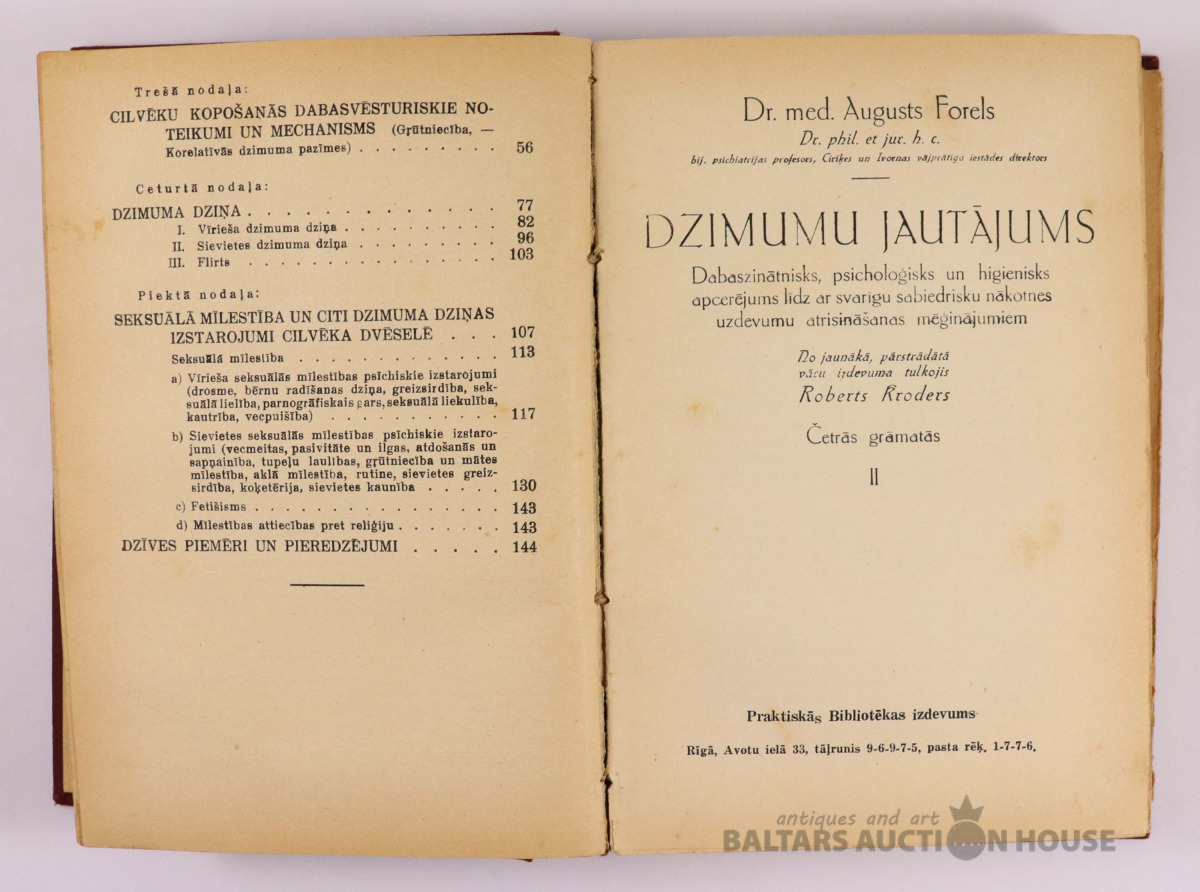 Trešā nodaļa:
CILVĒKU KOPOŠANĀS DABASVĒSTURISKIE NO-
TEIKUMI UN MECHANISMS (Gŗūtniecība, —
Korelatīvās dzimuma pazīmes) . . . . . . . . . 56
Ceturtā nodaļa:
DZIMUMA DZIŅA . . . . . . . . . . . . . 77
I. Vīrieša dzimuma dziņa . . . . . . . . . . 82
II. Sievietes dzimuma dziņa . . . . . . . . . 96
III. Flirts . . . . . . . . . . . . . . . . 103
Piektā nodaļa:
SEKSUĀLĀ MĪLESTĪBA UN CITI DZIMUMA DZIŅAS
IZSTAROJUMI CILVĒKA DVĒSELĒ . . . 107
Seksuālā mīlestība . . . . . . . . . . . . . 113
a) Vīrieša seksuālās mīlestības psīchiskie izstarojumi
(drosme, bērnu radīšanas dziņa, greizsirdība, sek-
suālā lielība, parnogrāfiskais gars, seksuālā liekulība,
kautrība, vecpuišība) . . . . . . . . . . . 117
b) Sievietes seksuālās mīlestības psīchiskie izstaro-
jumi (vecmeitas, pasivitāte un ilgas, atdošanās un
sapņainība, tupeļu laulības, gŗūtniecība un mātes
mīlestība, aklā mīlestība, rutine, sievietes greiz-
sirdība, koķetērija, sievietes kaunība . . . . . 130
c) Fetišisms . . . . . . . . . . . . . . . . 143
d) Mīlestības attiecības pret reliģiju . . . . . . . 143
DZĪVES PIEMĒRI UN PIEREDZĒJUMI . . . . . 144
Dr. med. Augusts Forels
Dr. phil. et jur. h. c.
bij. psichiatrijas profesors, Cīriķes un Ivornas vājprātīgo iestādes direktors
DZIMUMU JAUTĀJUMS
Dabaszinātnisks, psicholoģisks un higienisks
apcerējums līdz ar svarīgu sabiedrisku nākotnes
uzdevumu atrisināšanas mēģinājumiem
No jaunākā, pārstrādātā
vācu izdevuma tulkojis
Roberts Kroders
Četrās grāmatās
II
Praktiskās Bibliotēkas izdevums
Rīgā, Avotu ielā 33, tāļrunis 9-6-9-7-5, pasta rēķ. 1-7-7-6.
antiques and art
BALTARS AUCTION HOUSE